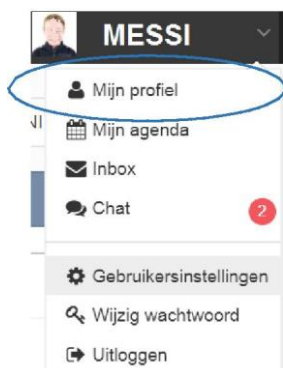 MESSI
Mijn profiel
Mijn agenda
Inbox
Chat 2
Gebruikersinstellingen
Wijzig wachtwoord
Uitloggen